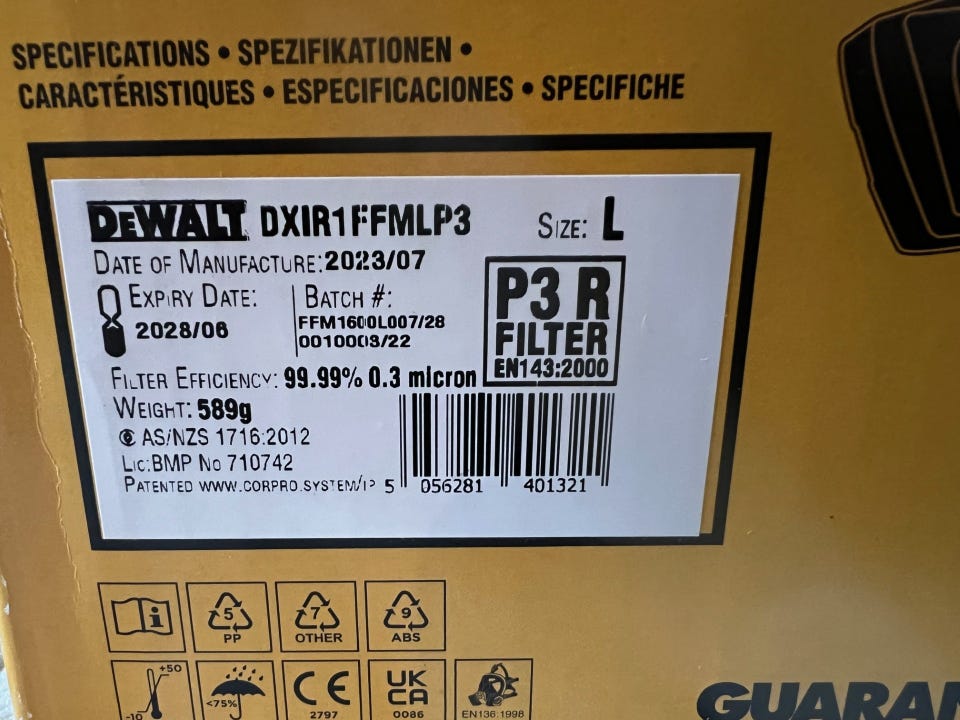 SPECIFICATIONS • SPEZIFIKATIONEN •
CARACTÉRISTIQUES • ESPECIFICACIONES • SPECIFICHE
DEWALT DXIR1FFMLP3 SIZE: L
DATE OF MANUFACTURE: 2023/07
EXPIRY DATE:
2028/06
BATCH #:
FFM1600L007/28
0010003/22
P3 R
FILTER
EN143:2000
FILTER EFFICIENCY: 99.99% 0.3 micron
WEIGHT: 589g
AS/NZS 1716:2012
LIC:BMP No 710742
PATENTED WWW.CORPRO.SYSTEM/IP
5 056281 401321
5
PP
7
OTHER
9
ABS
+50
-10
<75%
CE
2797
UK
CA
0086
EN136:1998
GUARAN